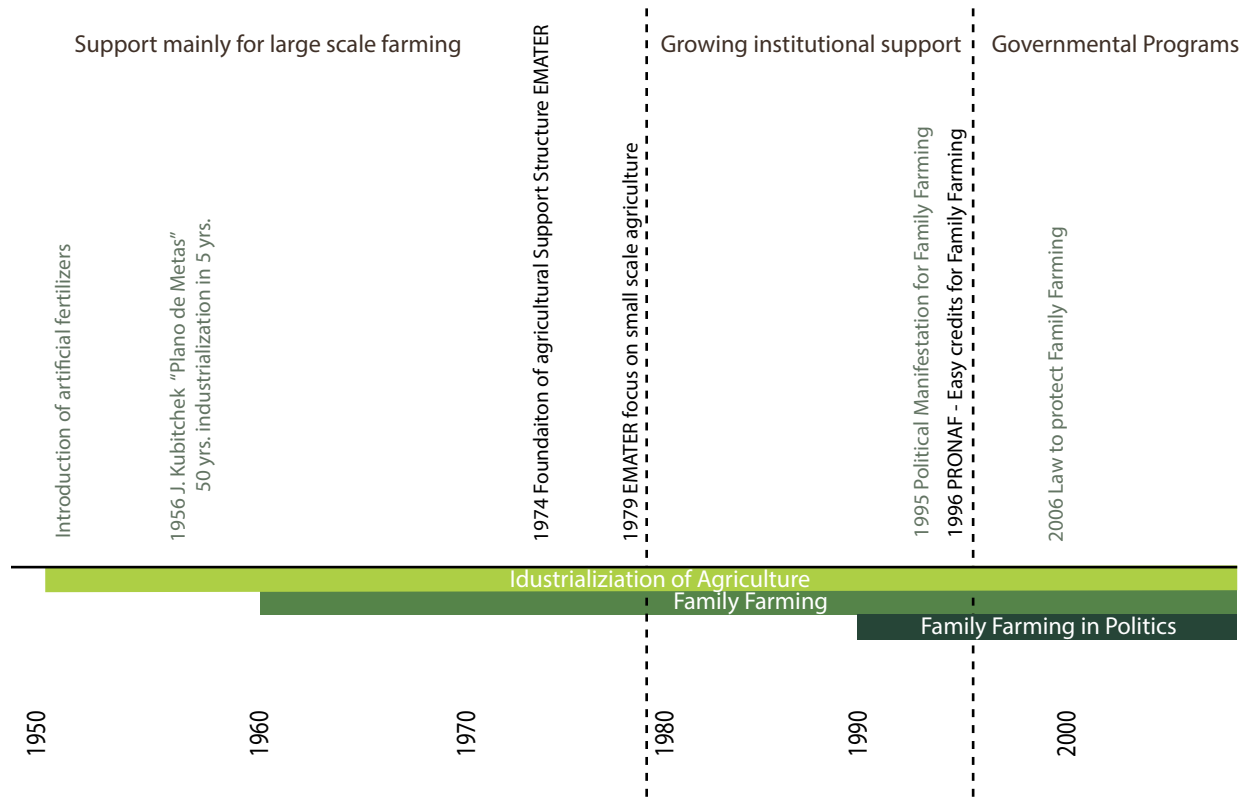 Support mainly for large scale farming
Growing institutional support
Governmental Programs
Introduction of artificial fertilizers
1956 J. Kubitchek “Plano de Metas”
50 yrs. industrialization in 5 yrs.
1974 Foundaiton of agricultural Support Structure EMATER
1979 EMATER focus on small scale agriculture
1995 Political Manifestation for Family Farming
1996 PRONAF - Easy credits for Family Farming
2006 Law to protect Family Farming
Idustrializiation of Agriculture
Family Farming
Family Farming in Politics
1950
1960
1970
1980
1990
2000